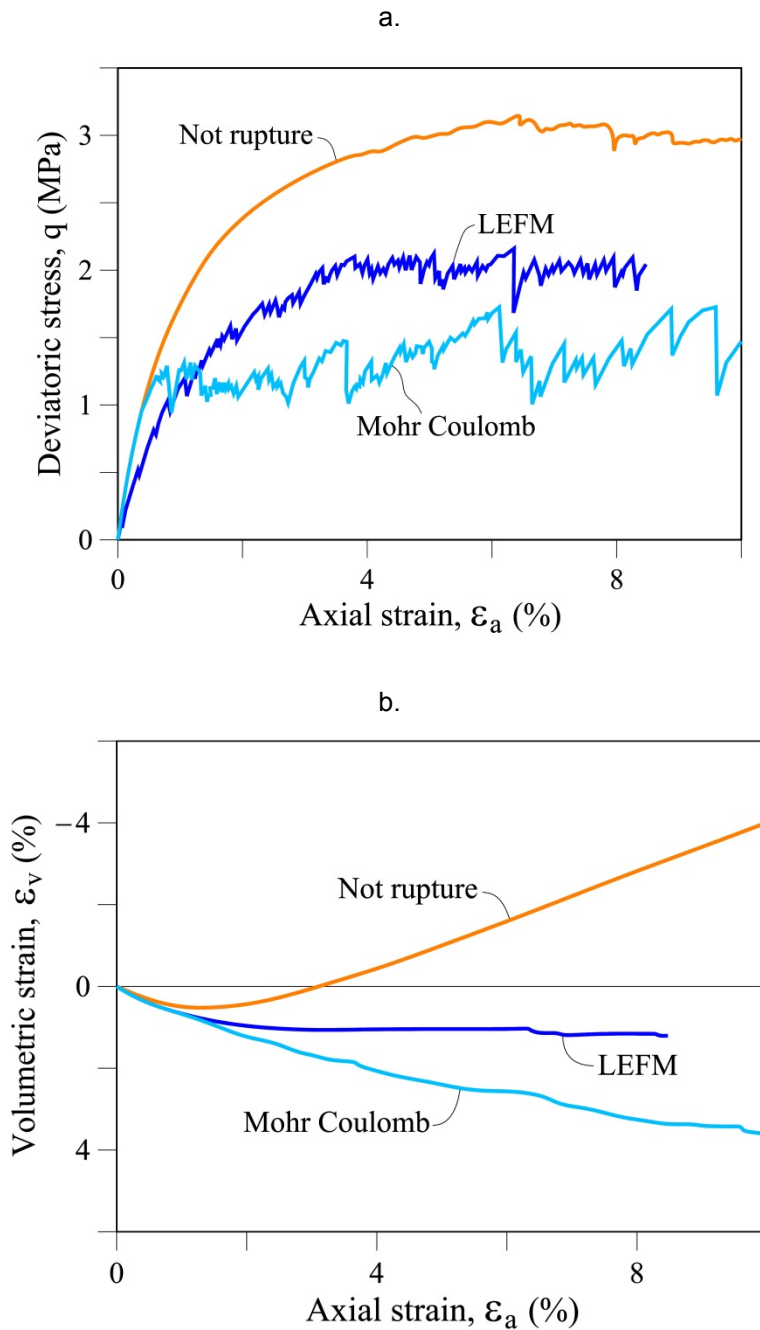 a.
Deviatoric stress, q (MPa)
3
2
1
0
Not rupture
LEFM
Mohr Coulomb
0
4
8
Axial strain, εa (%)
b.
Volumetric strain, εv (%)
−4
0
4
Not rupture
LEFM
Mohr Coulomb
0
4
8
Axial strain, εa (%)